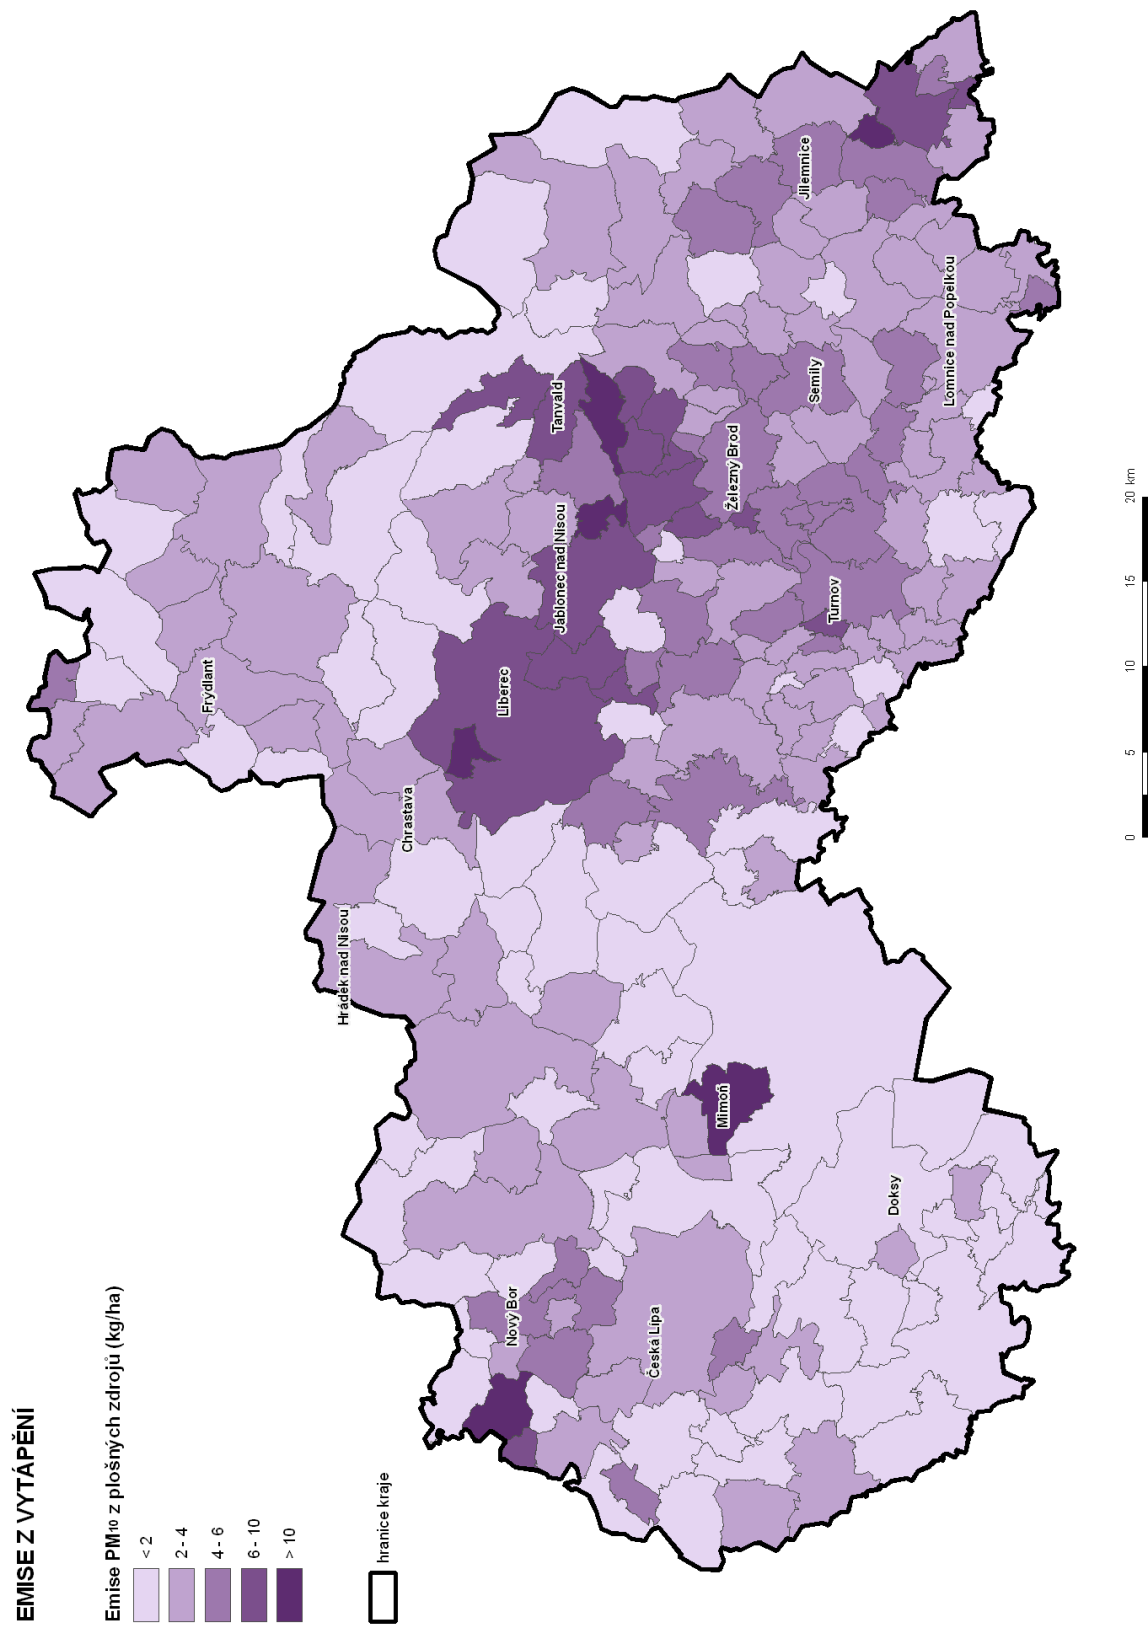 EMISE Z VYTÁPĚNÍ
Emise PM10 z plošných zdrojů (kg/ha)
< 2
2 - 4
4 - 6
6 - 10
> 10
hranice kraje
Frýdlant
Hrádek nad Nisou
Chrastava
Liberec
Nový Bor
Jablonec nad Nisou
Tanvald
Česká Lípa
Mimoň
Železný Brod
Jilemnice
Semily
Turnov
Doksy
Lomnice nad Popelkou
0 5 10 15 20 km